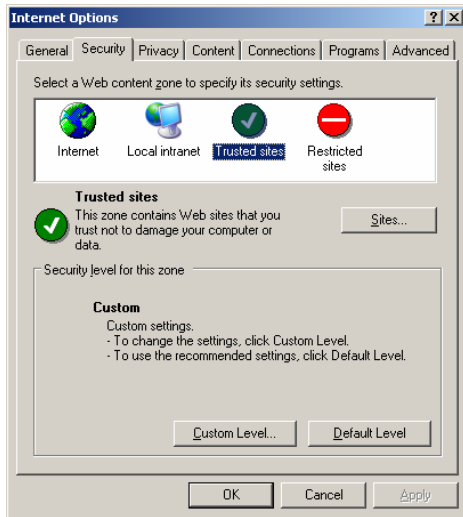 Internet Options
General Security Privacy Content Connections Programs Advanced
Select a Web content zone to specify its security settings.
Internet Local intranet Trusted sites Restricted
sites
Trusted sites
This zone contains Web sites that you
trust not to damage your computer or
data.
Sites...
Security level for this zone
Custom
Custom settings.
- To change the settings, click Custom Level.
- To use the recommended settings, click Default Level.
Custom Level... Default Level
OK Cancel Apply